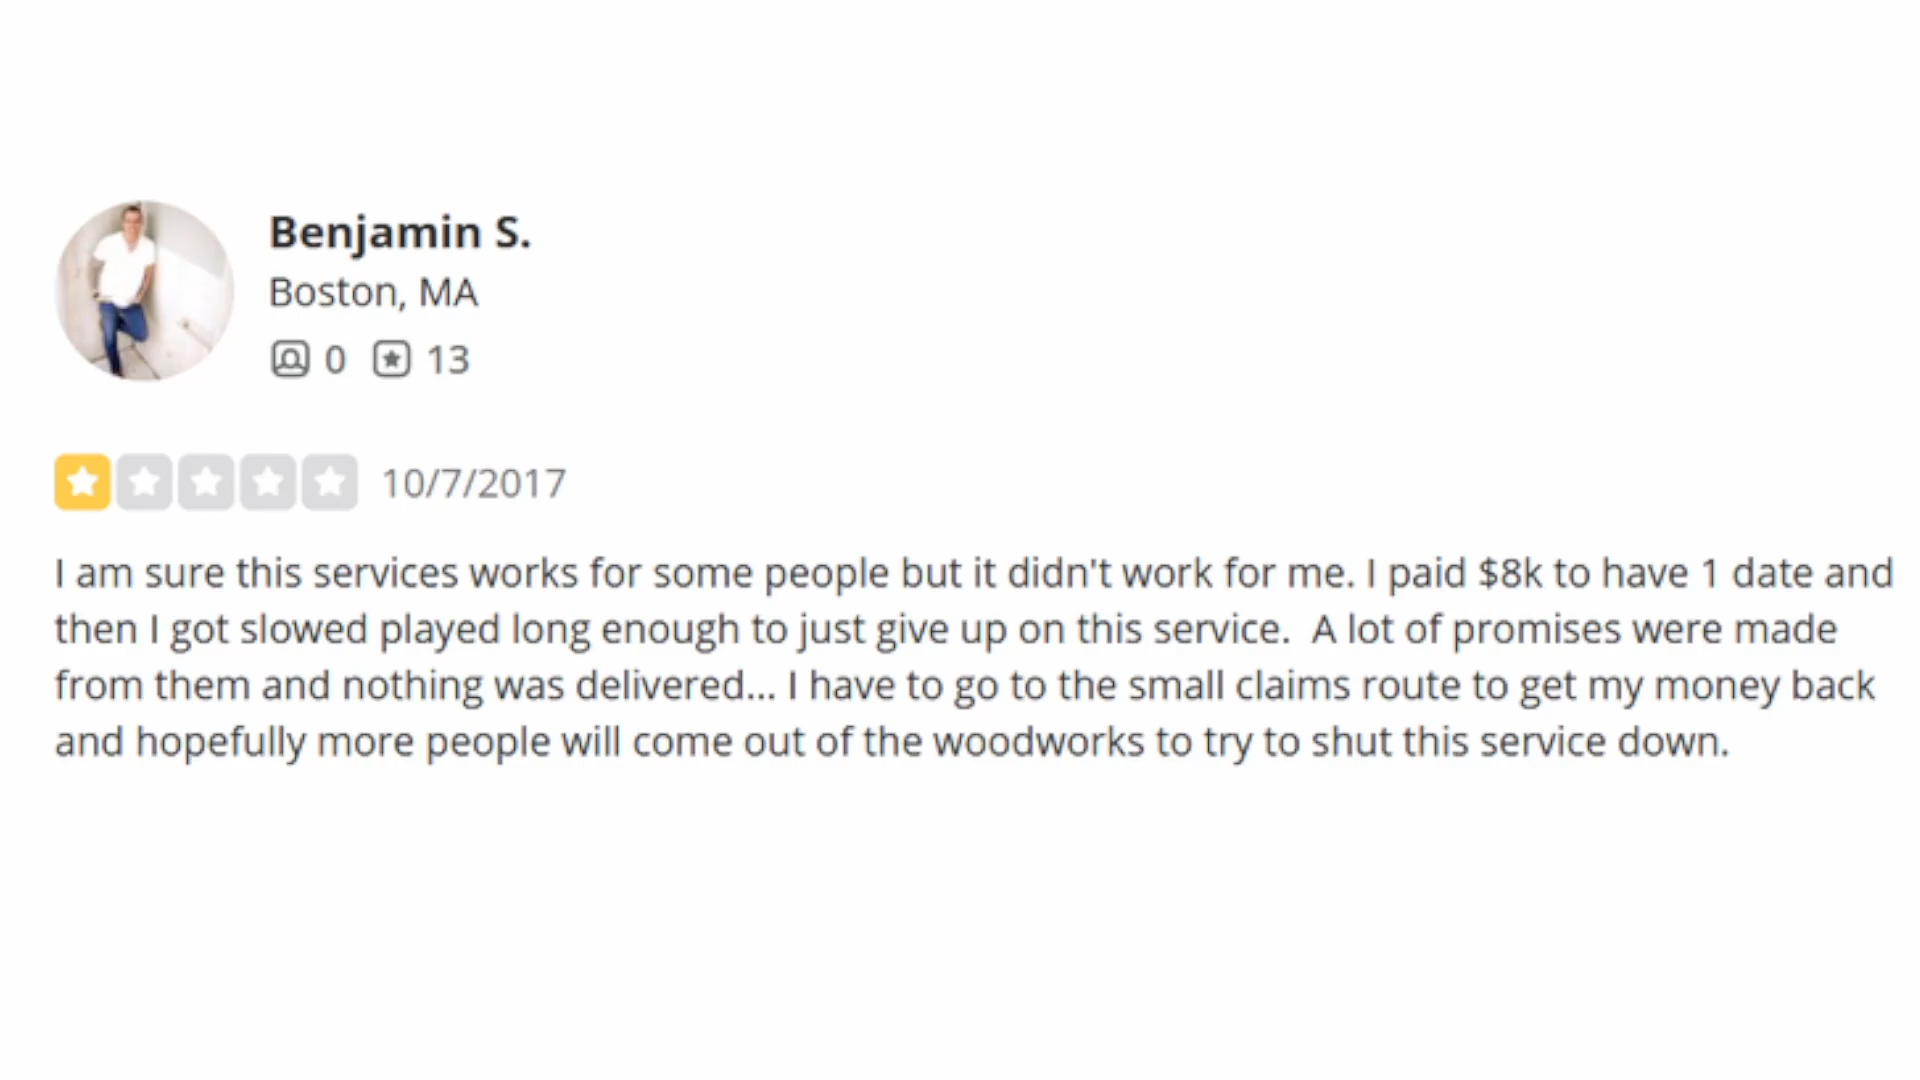 Benjamin S.
Boston, MA
0 13
10/7/2017
I am sure this services works for some people but it didn't work for me. I paid $8k to have 1 date and
then I got slowed played long enough to just give up on this service.  A lot of promises were made
from them and nothing was delivered... I have to go to the small claims route to get my money back
and hopefully more people will come out of the woodworks to try to shut this service down.